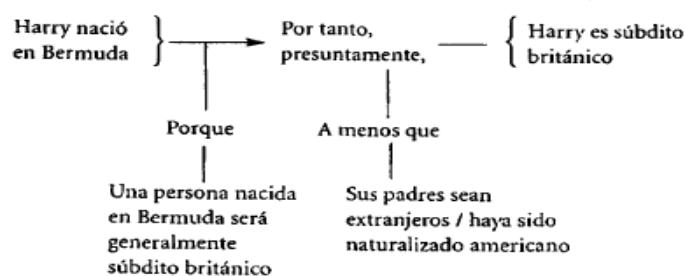 Harry nació
en Bermuda
Por tanto,
presuntamente,
Harry es súbdito
británico
Porque
A menos que
Una persona nacida
en Bermuda será
generalmente
súbdito británico
Sus padres sean
extranjeros / haya sido
naturalizado americano